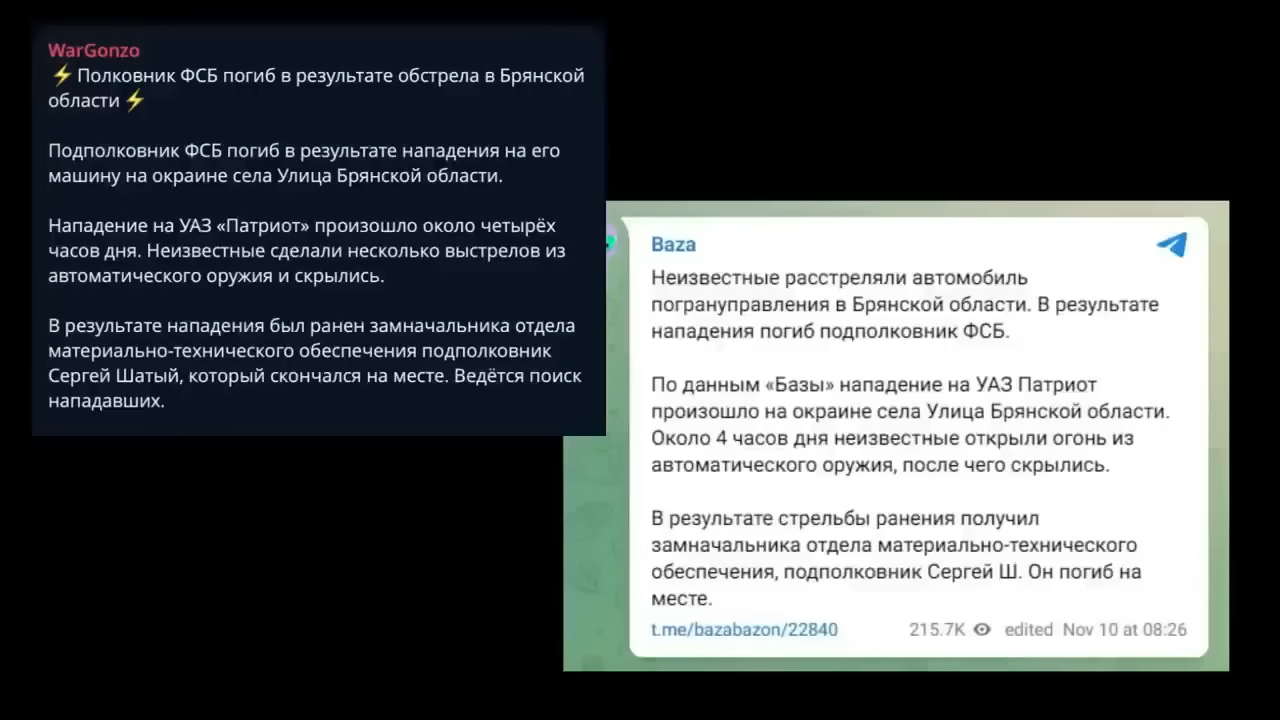 WarGonzo
⚡Полковник ФСБ погиб в результате обстрела в Брянской
области⚡
Подполковник ФСБ погиб в результате нападения на его
машину на окраине села Улица Брянской области.
Нападение на УАЗ «Патриот» произошло около четырёх
часов дня. Неизвестные сделали несколько выстрелов из
автоматического оружия и скрылись.
В результате нападения был ранен замначальника отдела
материально-технического обеспечения подполковник
Сергей Шатый, который скончался на месте. Ведётся поиск
нападавших.
Baza
Неизвестные расстреляли автомобиль
погрануправления в Брянской области. В результате
нападения погиб подполковник ФСБ.
По данным «Базы» нападение на УАЗ Патриот
произошло на окраине села Улица Брянской области.
Около 4 часов дня неизвестные открыли огонь из
автоматического оружия, после чего скрылись.
В результате стрельбы ранения получил
замначальника отдела материально-технического
обеспечения, подполковник Сергей Ш. Он погиб на
месте.
t.me/bazabazon/22840 215.7K edited Nov 10 at 08:26